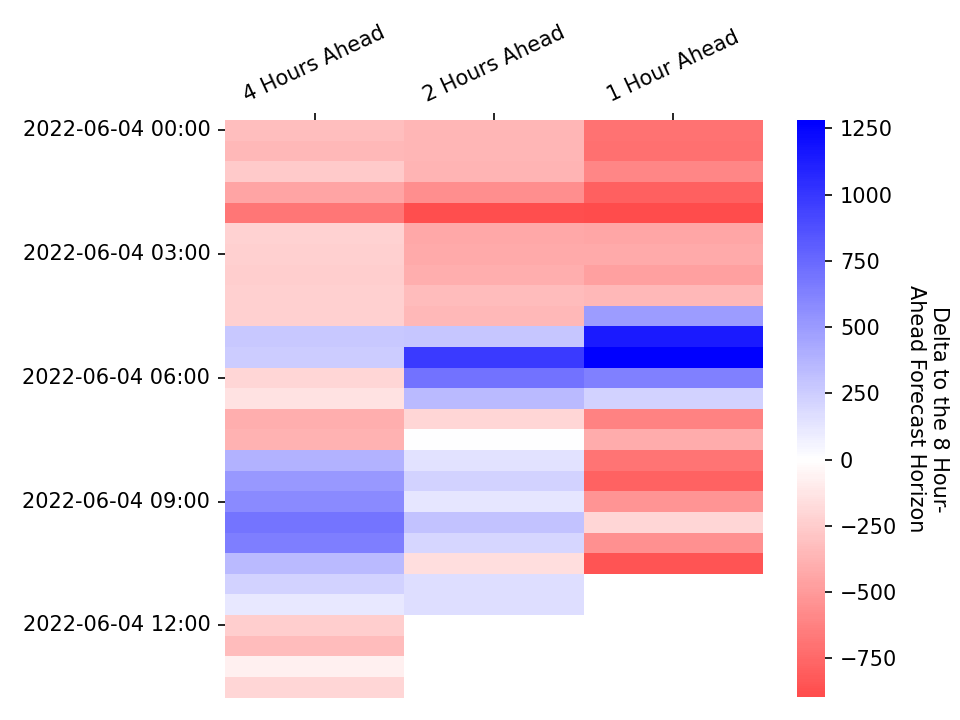 4 Hours Ahead
2 Hours Ahead
1 Hour Ahead
2022-06-04 00:00
2022-06-04 03:00
2022-06-04 06:00
2022-06-04 09:00
2022-06-04 12:00
1250
1000
750
500
250
0
−250
−500
−750
Delta to the 8 Hour-
Ahead Forecast Horizon